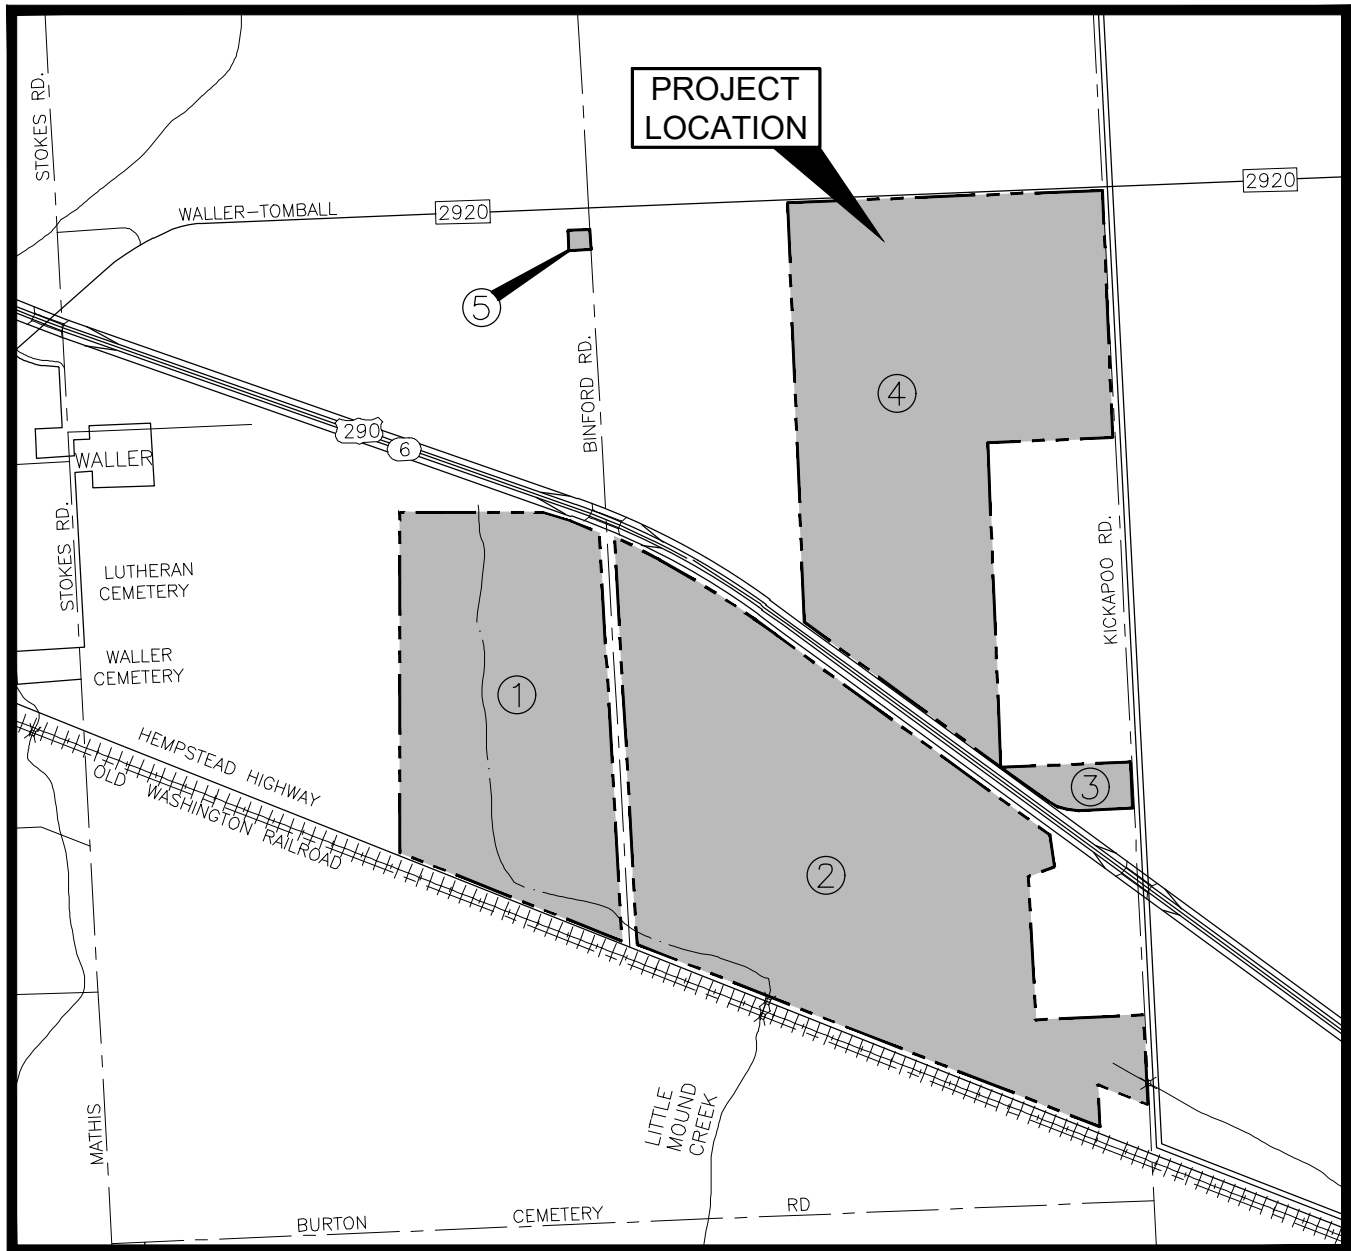 PROJECT
LOCATION
STOKES RD.
WALLER-TOMBALL
2920
2920
5
BINFORD RD.
4
290
6
WALLER
STOKES RD.
LUTHERAN
CEMETERY
KICKAPOO RD.
WALLER
CEMETERY
1
HEMPSTEAD HIGHWAY
OLD WASHINGTON RAILROAD
3
2
MATHIS
LITTLE
MOUND
CREEK
BURTON CEMETERY RD